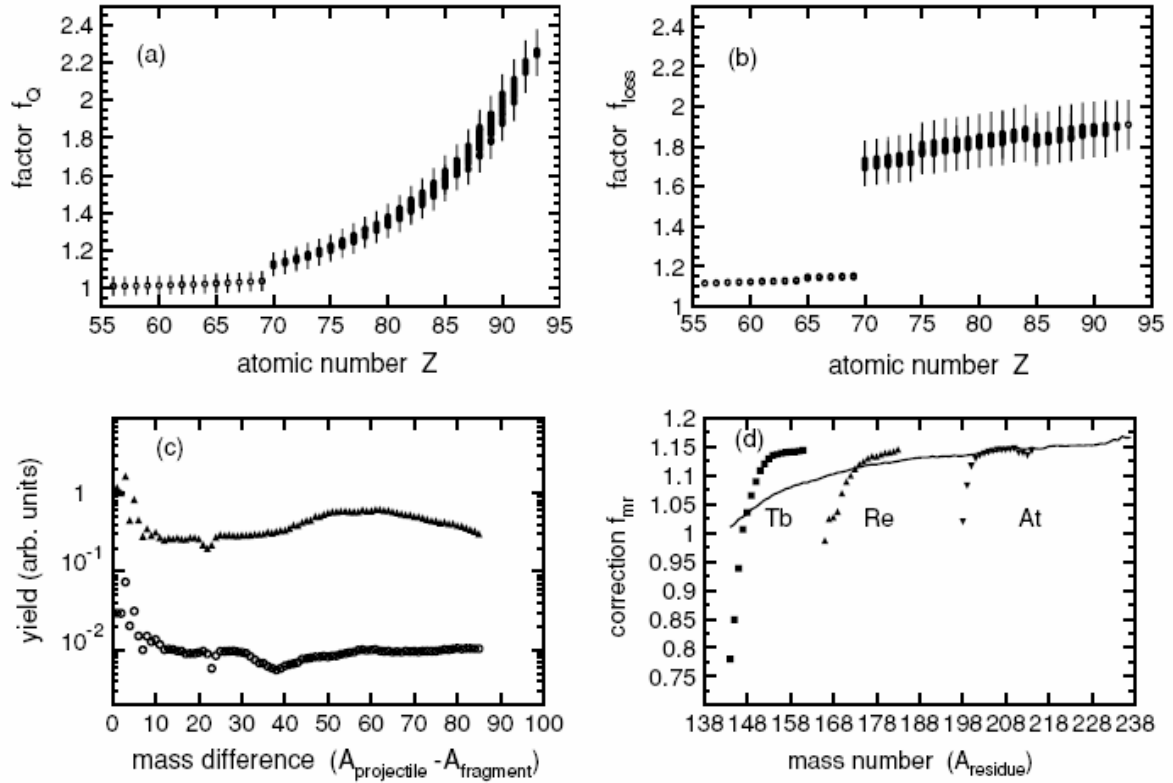 (a)
2.4
2.2
2
1.8
1.6
1.4
1.2
1
factor f_Q
55 60 65 70 75 80 85 90 95
atomic number Z
(b)
2.4
2.2
2
1.8
1.6
1.4
1.2
1
factor f_loss
55 60 65 70 75 80 85 90 95
atomic number Z
(c)
1
10^-1
10^-2
yield (arb. units)
0 10 20 30 40 50 60 70 80 90 100
mass difference (A_projectile - A_fragment)
(d)
1.2
1.15
1.1
1.05
1
0.95
0.9
0.85
0.8
0.75
correction f_mr
Tb Re At
138 148 158 168 178 188 198 208 218 228 238
mass number (A_residue)